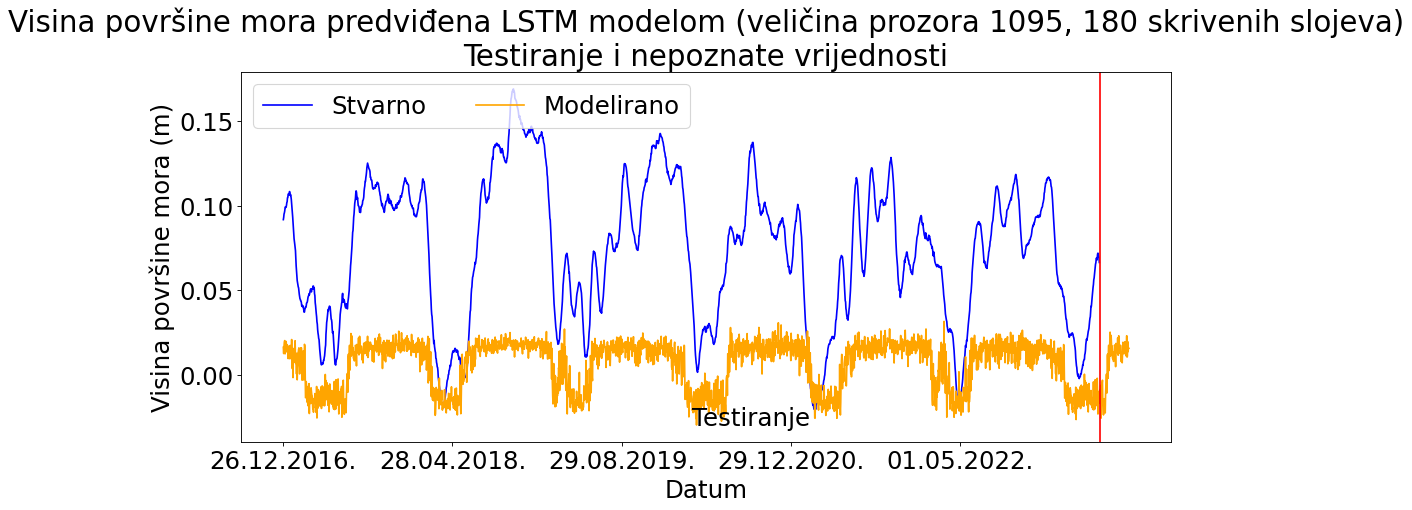 Visina površine mora predviđena LSTM modelom (veličina prozora 1095, 180 skrivenih slojeva)
Testiranje i nepoznate vrijednosti
Stvarno Modelirano
Visina površine mora (m)
0.15
0.10
0.05
0.00
Testiranje
26.12.2016. 28.04.2018. 29.08.2019. 29.12.2020. 01.05.2022.
Datum